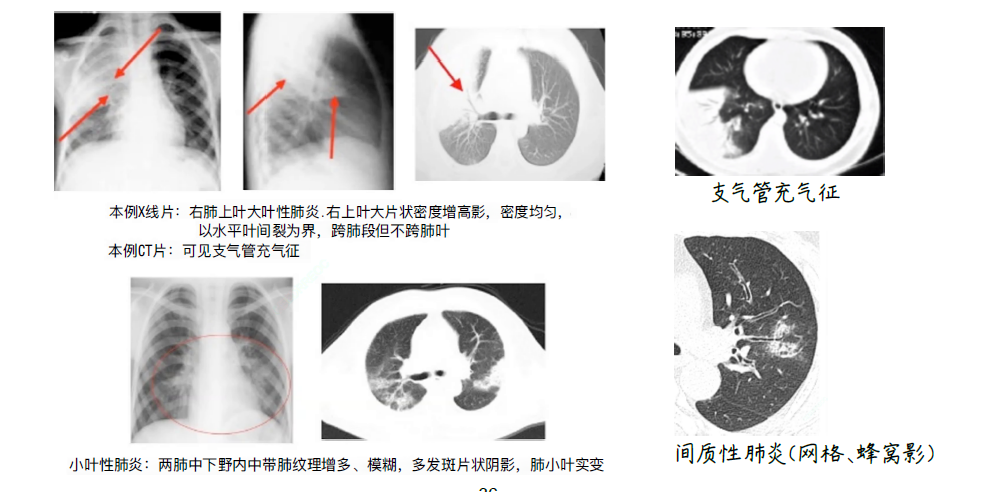 支气管充气征
本例X线片：右肺上叶大叶性肺炎.右上叶大片状密度增高影，密度均匀，
以水平叶间裂为界，跨肺段但不跨肺叶
本例CT片：可见支气管充气征
小叶性肺炎：两肺中下野内中带肺纹理增多、模糊，多发斑片状阴影，肺小叶实变
间质性肺炎(网格、蜂窝影)